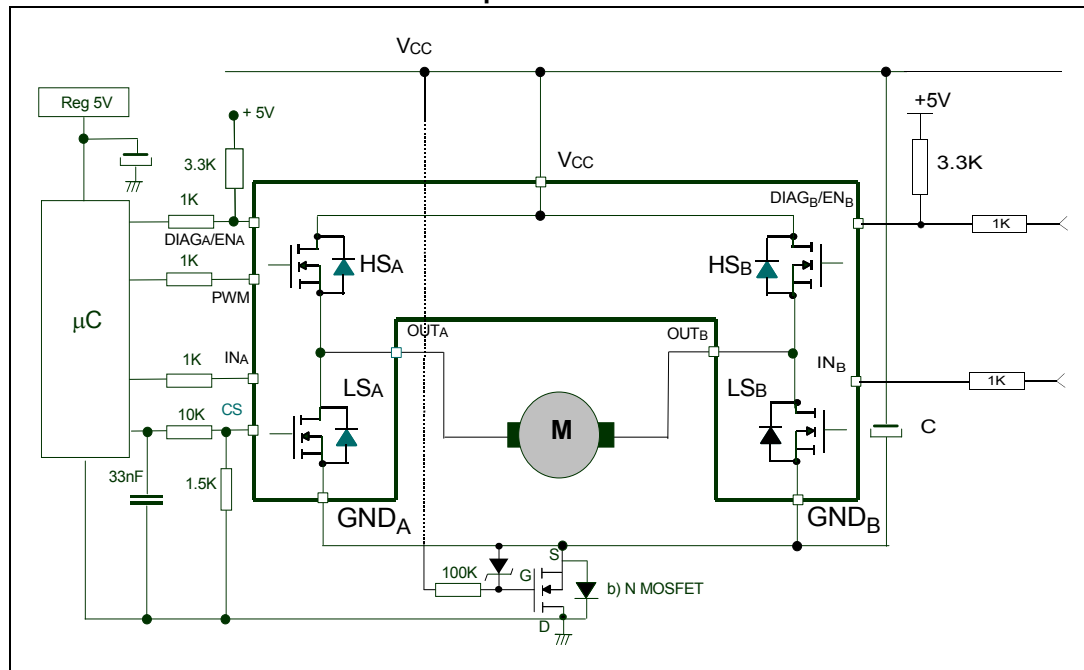 VCC
Reg 5V
+ 5V
+5V
3.3K
VCC
3.3K
1K
DIAGB/ENB
DIAGA/ENA
1K
1K
HSA
HSB
PWM
µC
OUTA
OUTB
INA
INB
1K
1K
LSA
LSB
CS
10K
M
C
33nF
1.5K
GNDA
GNDB
S
100K
G
b) N MOSFET
D